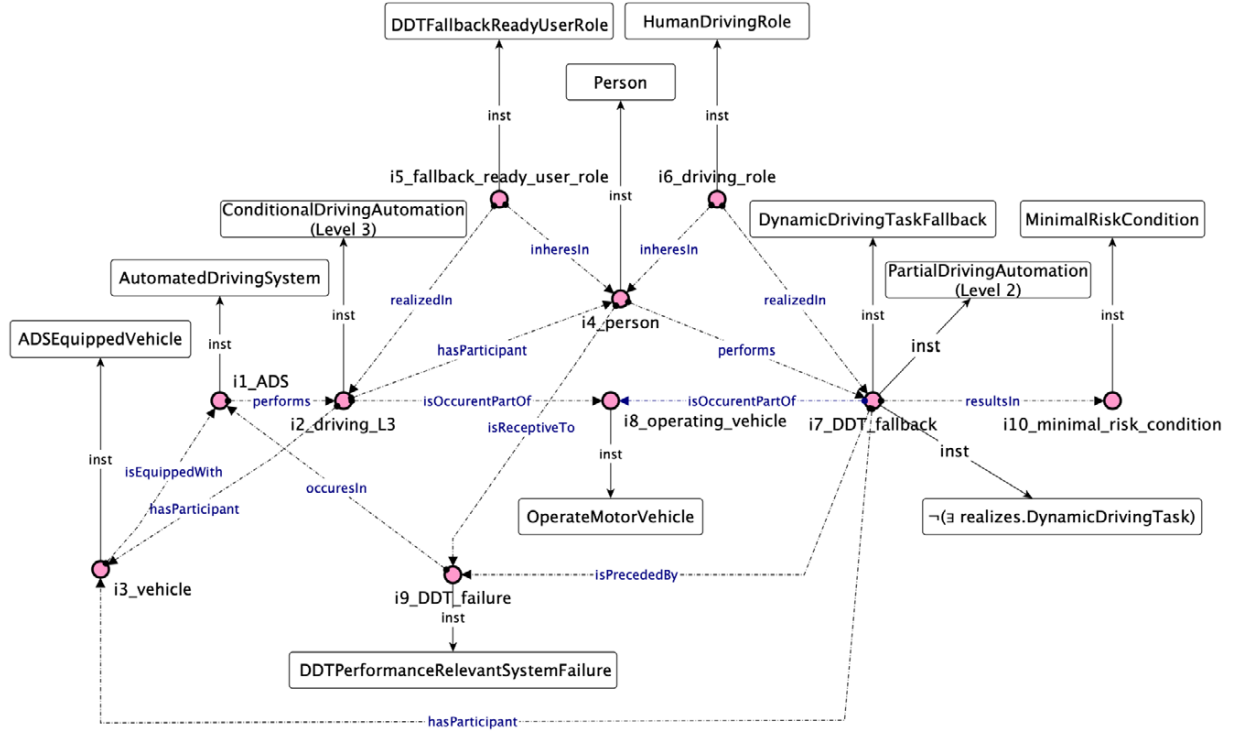 DDTFallbackReadyUserRole
HumanDrivingRole
Person
inst
inst
i5_fallback_ready_user_role
i6_driving_role
inst
ConditionalDrivingAutomation
(Level 3)
DynamicDrivingTaskFallback
MinimalRiskCondition
inheresIn
inheresIn
AutomatedDrivingSystem
PartialDrivingAutomation
(Level 2)
realizedIn
realizedIn
inst
inst
inst
i4_person
ADSEquippedVehicle
inst
inst
hasParticipant
performs
i1_ADS
performs
isOccurentPartOf
isOccurentPartOf
resultsIn
i2_driving_L3
i8_operating_vehicle
i7_DDT_fallback
i10_minimal_risk_condition
isReceptiveTo
inst
inst
inst
isEquippedWith
occuresIn
hasParticipant
OperateMotorVehicle
¬(∃ realizes.DynamicDrivingTask)
isPrecededBy
i3_vehicle
i9_DDT_failure
inst
DDTPerformanceRelevantSystemFailure
hasParticipant